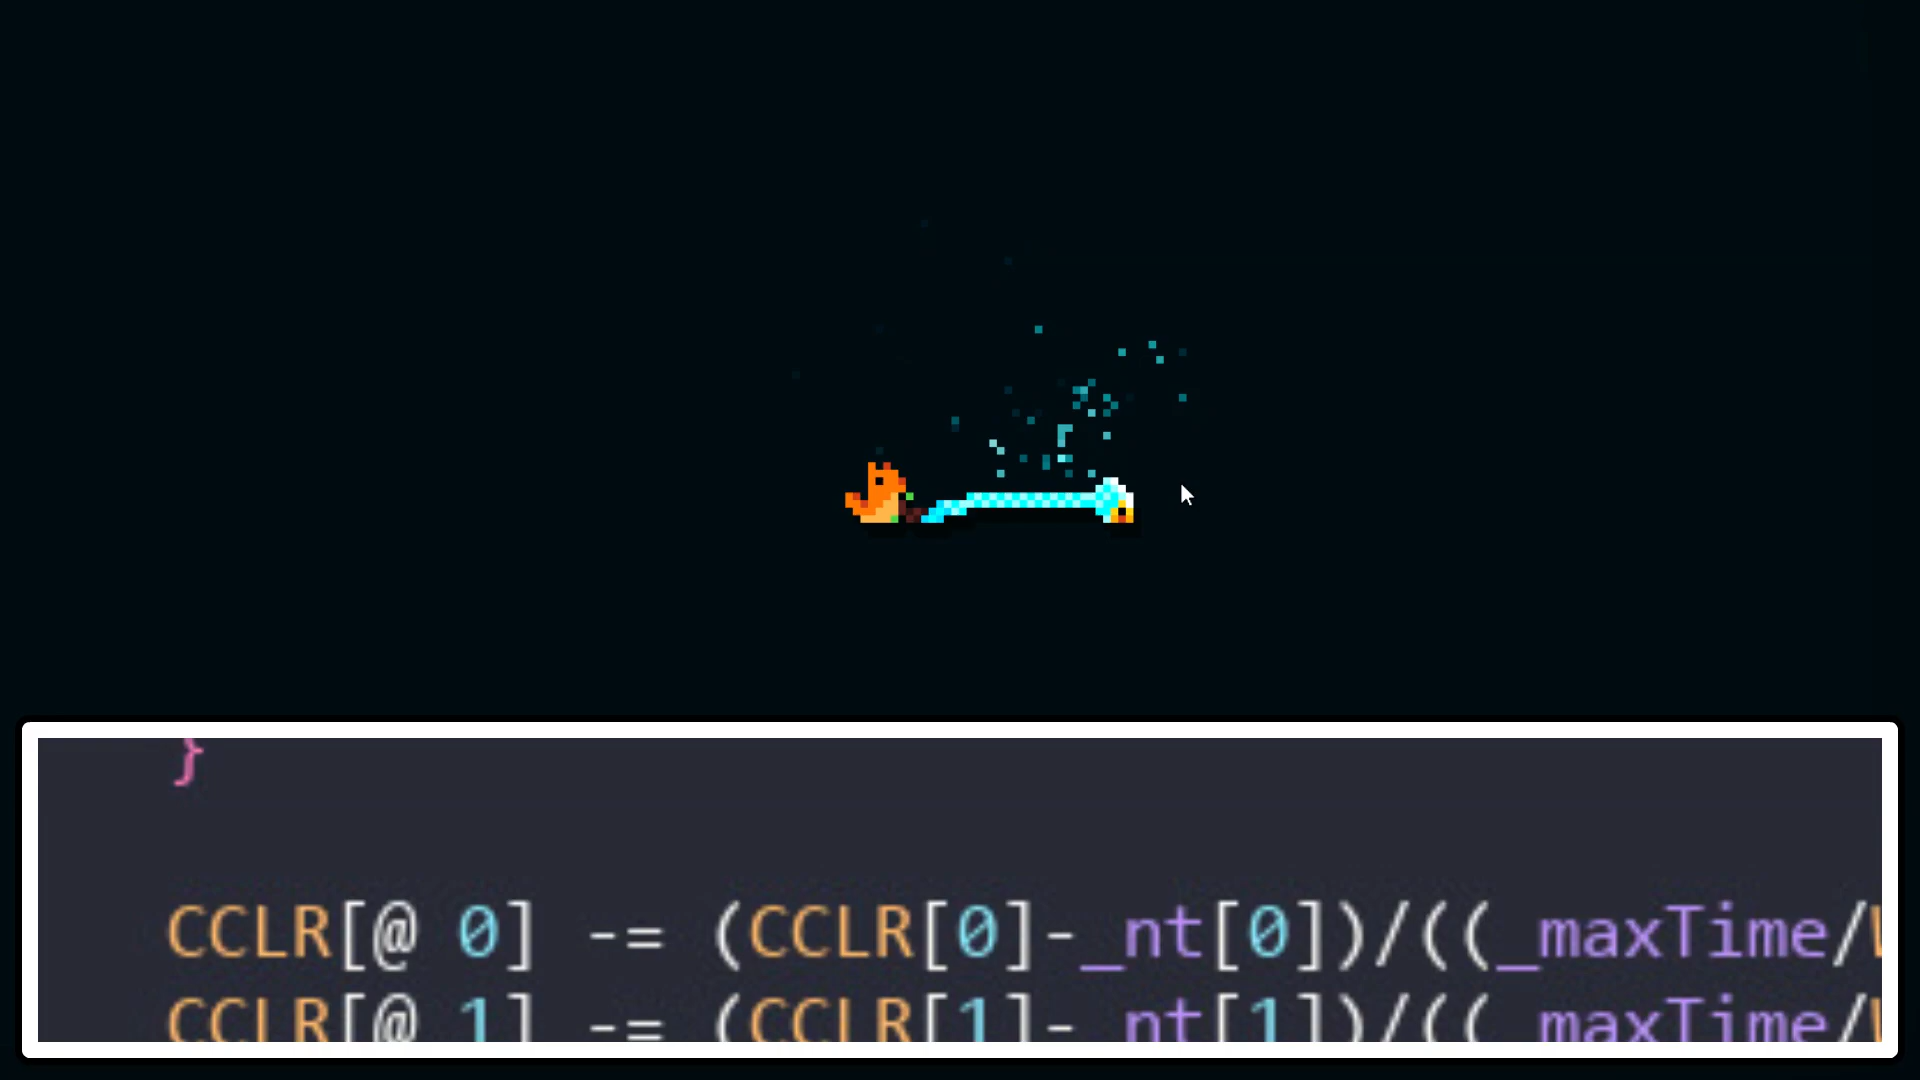 }
CCLR[@ 0] -= (CCLR[0]-_nt[0])/((_maxTime/
CCLR[@ 1] -= (CCLR[1]-_nt[1])/((_maxTime/